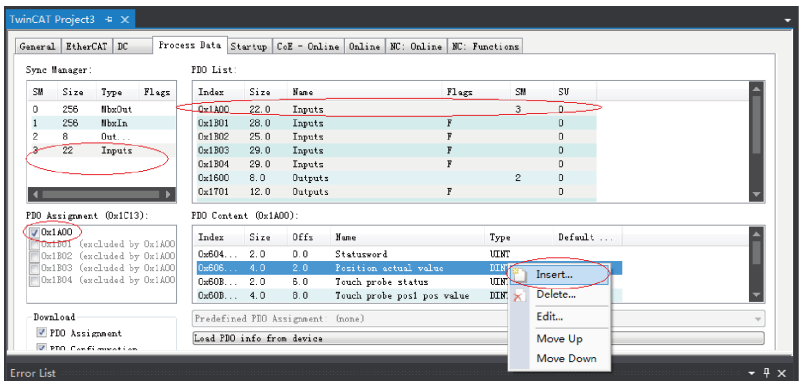 TwinCAT Project3
General EtherCAT DC Process Data Startup CoE - Online Online NC: Online NC: Functions
Sync Manager:
SM Size Type Flags
0 256 MbxOut
1 256 MbxIn
2 8 Out...
3 22 Inputs
PDO List:
Index Size Name Flags SM SU
0x1A00 22.0 Inputs 3 0
0x1B01 28.0 Inputs F 0
0x1B02 25.0 Inputs F 0
0x1B03 29.0 Inputs F 0
0x1B04 29.0 Inputs F 0
0x1600 8.0 Outputs 2 0
0x1701 12.0 Outputs F 0
PDO Assignment (0x1C13):
0x1A00
0x1B01 (excluded by 0x1A00
0x1B02 (excluded by 0x1A00
0x1B03 (excluded by 0x1A00
0x1B04 (excluded by 0x1A00
PDO Content (0x1A00):
Index Size Offs Name Type Default ...
0x604... 2.0 0.0 Statusword UINT
0x606... 4.0 2.0 Position actual value DINT
0x60B... 2.0 6.0 Touch probe status UINT
0x60B... 4.0 8.0 Touch probe pos1 pos value DINT
Insert...
Delete...
Edit...
Move Up
Move Down
Download
PDO Assignment
PDO Configuration
Predefined PDO Assignment: (none)
Load PDO info from device
Error List